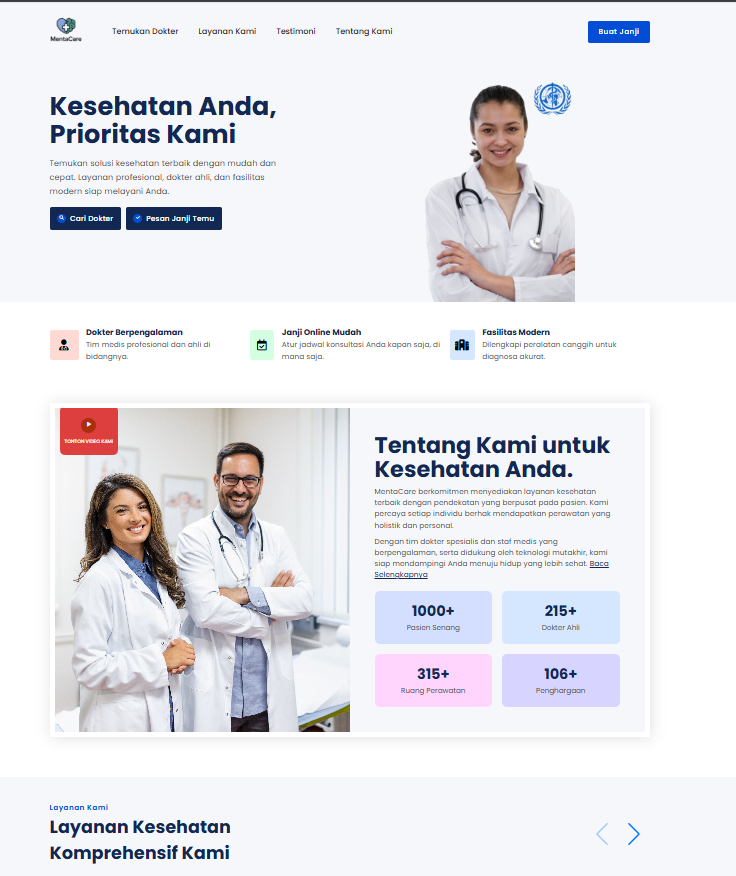 MentaCare
Temukan Dokter
Layanan Kami
Testimoni
Tentang Kami
Buat Janji
Kesehatan Anda,
Prioritas Kami
Temukan solusi kesehatan terbaik dengan mudah dan
cepat. Layanan profesional, dokter ahli, dan fasilitas
modern siap melayani Anda.
Cari Dokter
Pesan Janji Temu
Dokter Berpengalaman
Tim medis profesional dan ahli di
bidangnya.
Janji Online Mudah
Atur jadwal konsultasi Anda kapan saja, di
mana saja.
Fasilitas Modern
Dilengkapi peralatan canggih untuk
diagnosa akurat.
TONTON VIDEO KAMI
Tentang Kami untuk
Kesehatan Anda.
MentaCare berkomitmen menyediakan layanan kesehatan
terbaik dengan pendekatan yang berpusat pada pasien. Kami
percaya setiap individu berhak mendapatkan perawatan yang
holistik dan personal.
Dengan tim dokter spesialis dan staf medis yang
berpengalaman, serta didukung oleh teknologi mutakhir, kami
siap mendampingi Anda menuju hidup yang lebih sehat. Baca
Selengkapnya
1000+
Pasien Senang
215+
Dokter Ahli
315+
Ruang Perawatan
106+
Penghargaan
Layanan Kami
Layanan Kesehatan
Komprehensif Kami